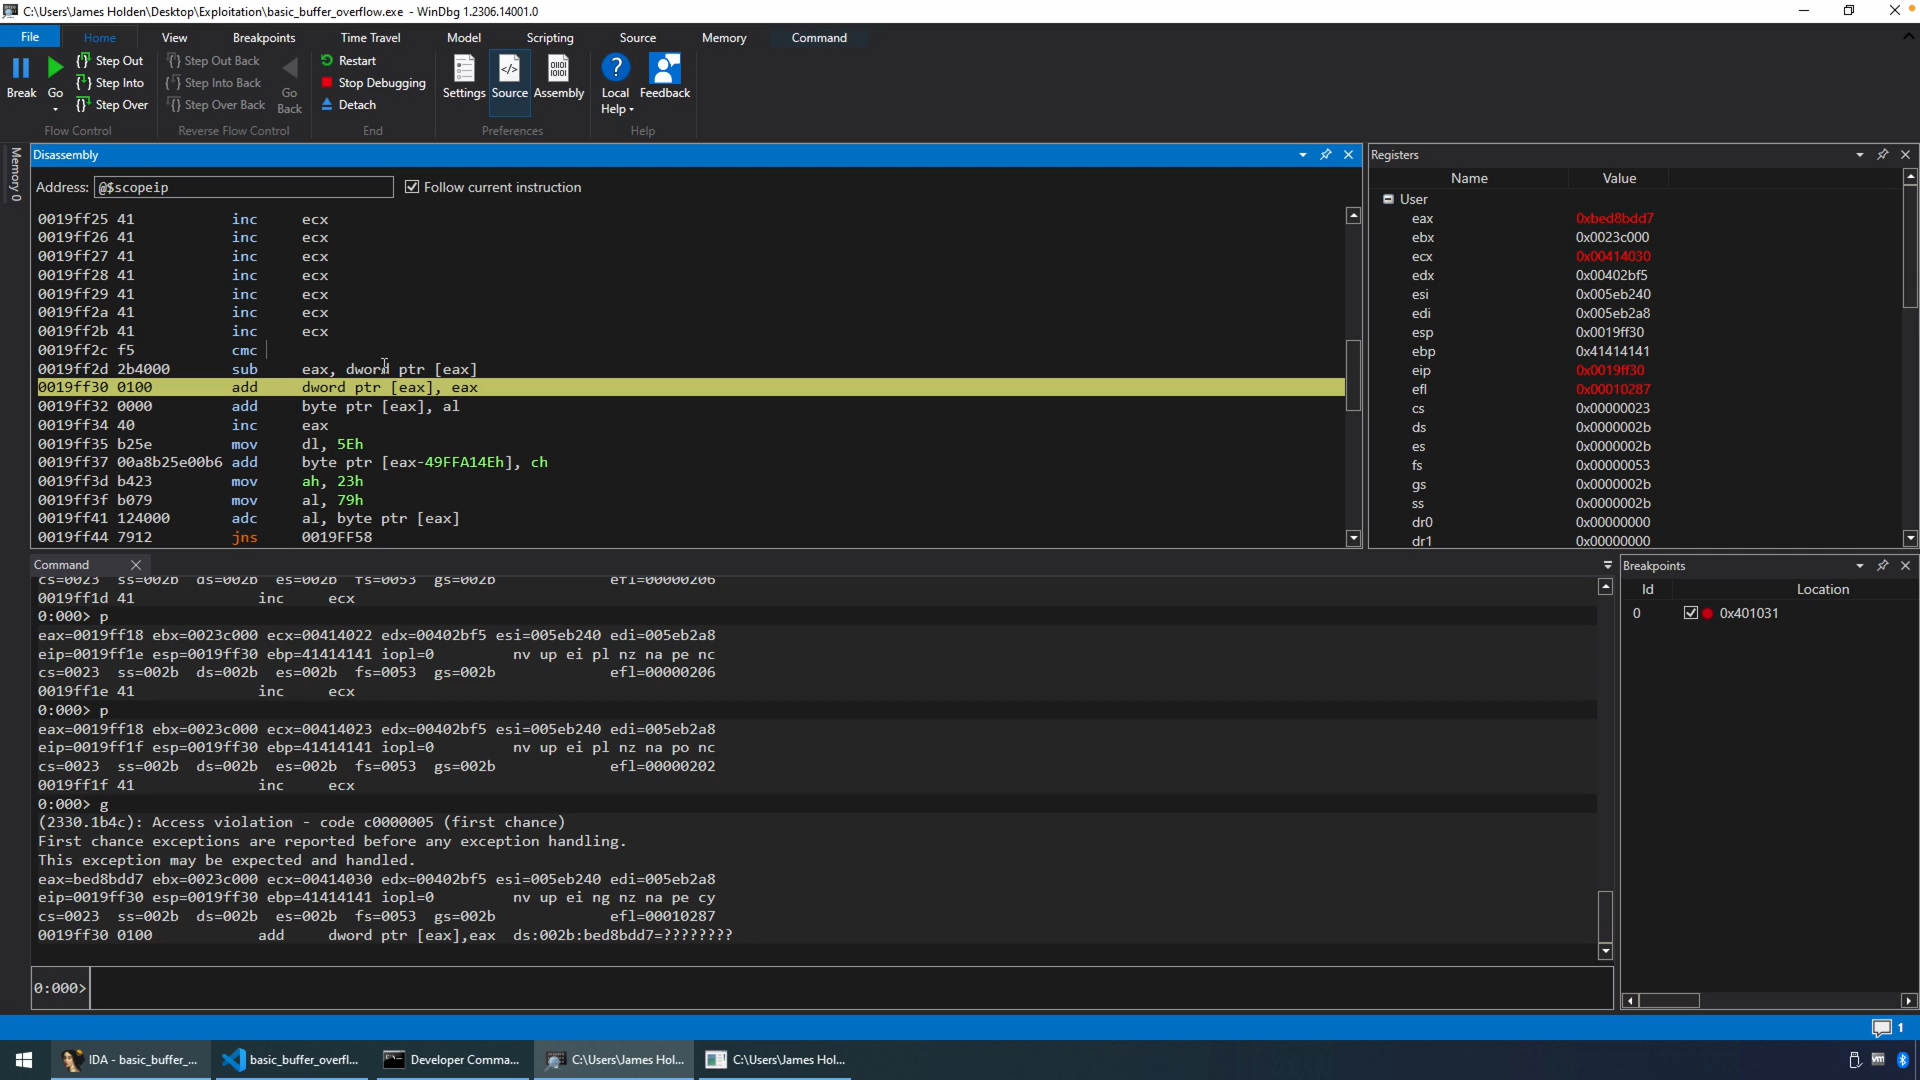 C:\Users\James Holden\Desktop\Exploitation\basic_buffer_overflow.exe - WinDbg 1.2306.14001.0
File Home View Breakpoints Time Travel Model Scripting Source Memory Command
Break
Go
Step Out
Step Into
Step Over
Flow Control
Step Out Back
Step Into Back
Step Over Back
Go Back
Reverse Flow Control
Restart
Stop Debugging
Detach
End
Settings Source Assembly
Preferences
Local Help
Feedback
Help
Memory 0
Disassembly
Address: @$scopeip Follow current instruction
0019ff25 41 inc ecx
0019ff26 41 inc ecx
0019ff27 41 inc ecx
0019ff28 41 inc ecx
0019ff29 41 inc ecx
0019ff2a 41 inc ecx
0019ff2b 41 inc ecx
0019ff2c f5 cmc
0019ff2d 2b4000 sub eax, dword ptr [eax]
0019ff30 0100 add dword ptr [eax], eax
0019ff32 0000 add byte ptr [eax], al
0019ff34 40 inc eax
0019ff35 b25e mov dl, 5Eh
0019ff37 00a8b25e00b6 add byte ptr [eax-49FFA14Eh], ch
0019ff3d b423 mov ah, 23h
0019ff3f b079 mov al, 79h
0019ff41 124000 adc al, byte ptr [eax]
0019ff44 7912 jns 0019FF58
Registers
Name Value
User
eax 0xbed8bdd7
ebx 0x0023c000
ecx 0x00414030
edx 0x00402bf5
esi 0x005eb240
edi 0x005eb2a8
esp 0x0019ff30
ebp 0x41414141
eip 0x0019ff30
efl 0x00010287
cs 0x00000023
ds 0x0000002b
es 0x0000002b
fs 0x00000053
gs 0x0000002b
ss 0x0000002b
dr0 0x00000000
dr1 0x00000000
Command
cs=0023 ss=002b ds=002b es=002b fs=0053 gs=002b efl=00000206
0019ff1d 41 inc ecx
0:000> p
eax=0019ff18 ebx=0023c000 ecx=00414022 edx=00402bf5 esi=005eb240 edi=005eb2a8
eip=0019ff1e esp=0019ff30 ebp=41414141 iopl=0 nv up ei pl nz na pe nc
cs=0023 ss=002b ds=002b es=002b fs=0053 gs=002b efl=00000206
0019ff1e 41 inc ecx
0:000> p
eax=0019ff18 ebx=0023c000 ecx=00414023 edx=00402bf5 esi=005eb240 edi=005eb2a8
eip=0019ff1f esp=0019ff30 ebp=41414141 iopl=0 nv up ei pl nz na po nc
cs=0023 ss=002b ds=002b es=002b fs=0053 gs=002b efl=00000202
0019ff1f 41 inc ecx
0:000> g
(2330.1b4c): Access violation - code c0000005 (first chance)
First chance exceptions are reported before any exception handling.
This exception may be expected and handled.
eax=bed8bdd7 ebx=0023c000 ecx=00414030 edx=00402bf5 esi=005eb240 edi=005eb2a8
eip=0019ff30 esp=0019ff30 ebp=41414141 iopl=0 nv up ei ng nz na pe cy
cs=0023 ss=002b ds=002b es=002b fs=0053 gs=002b efl=00010287
0019ff30 0100 add dword ptr [eax],eax ds:002b:bed8bdd7=????????
0:000>
Breakpoints
Id Location
0 0x401031
1
IDA - basic_buffer_... basic_buffer_overfl... Developer Comma... C:\Users\James Hol... C:\Users\James Hol...
vm